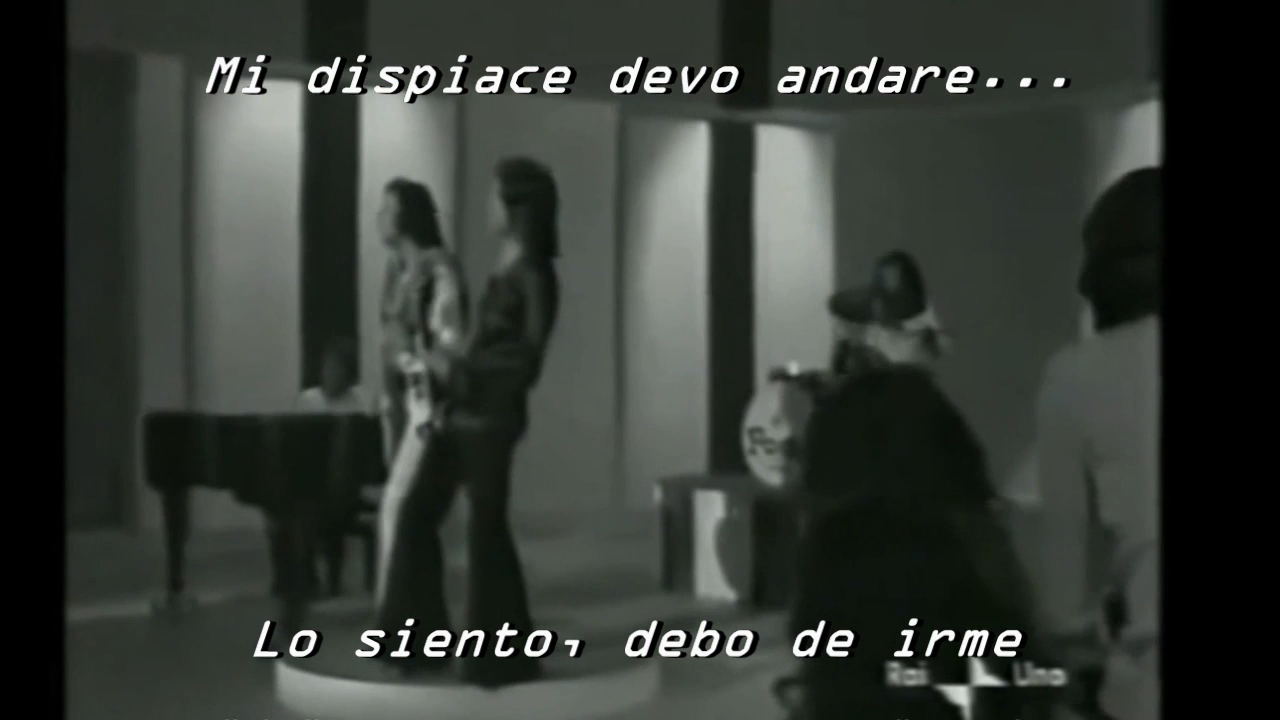 Mi dispiace devo andare...
Lo siento, debo de irme
Rai Uno